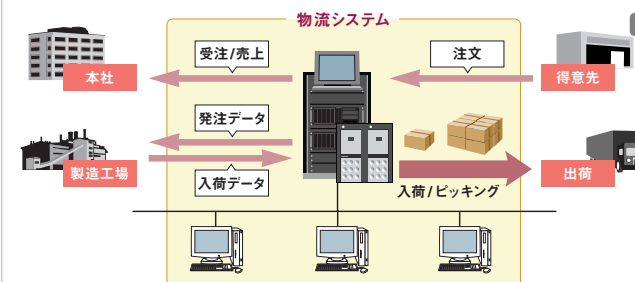 物流システム
受注/売上
注文
本社
得意先
発注データ
製造工場
入荷データ
入荷/ピッキング
出荷